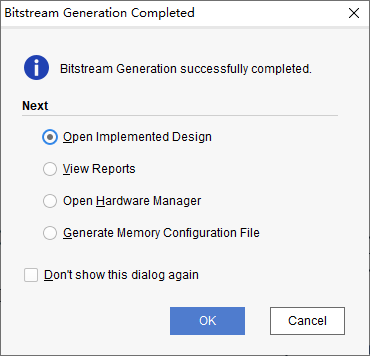 Bitstream Generation Completed
Bitstream Generation successfully completed.
Next
Open Implemented Design
View Reports
Open Hardware Manager
Generate Memory Configuration File
Don't show this dialog again
OK
Cancel